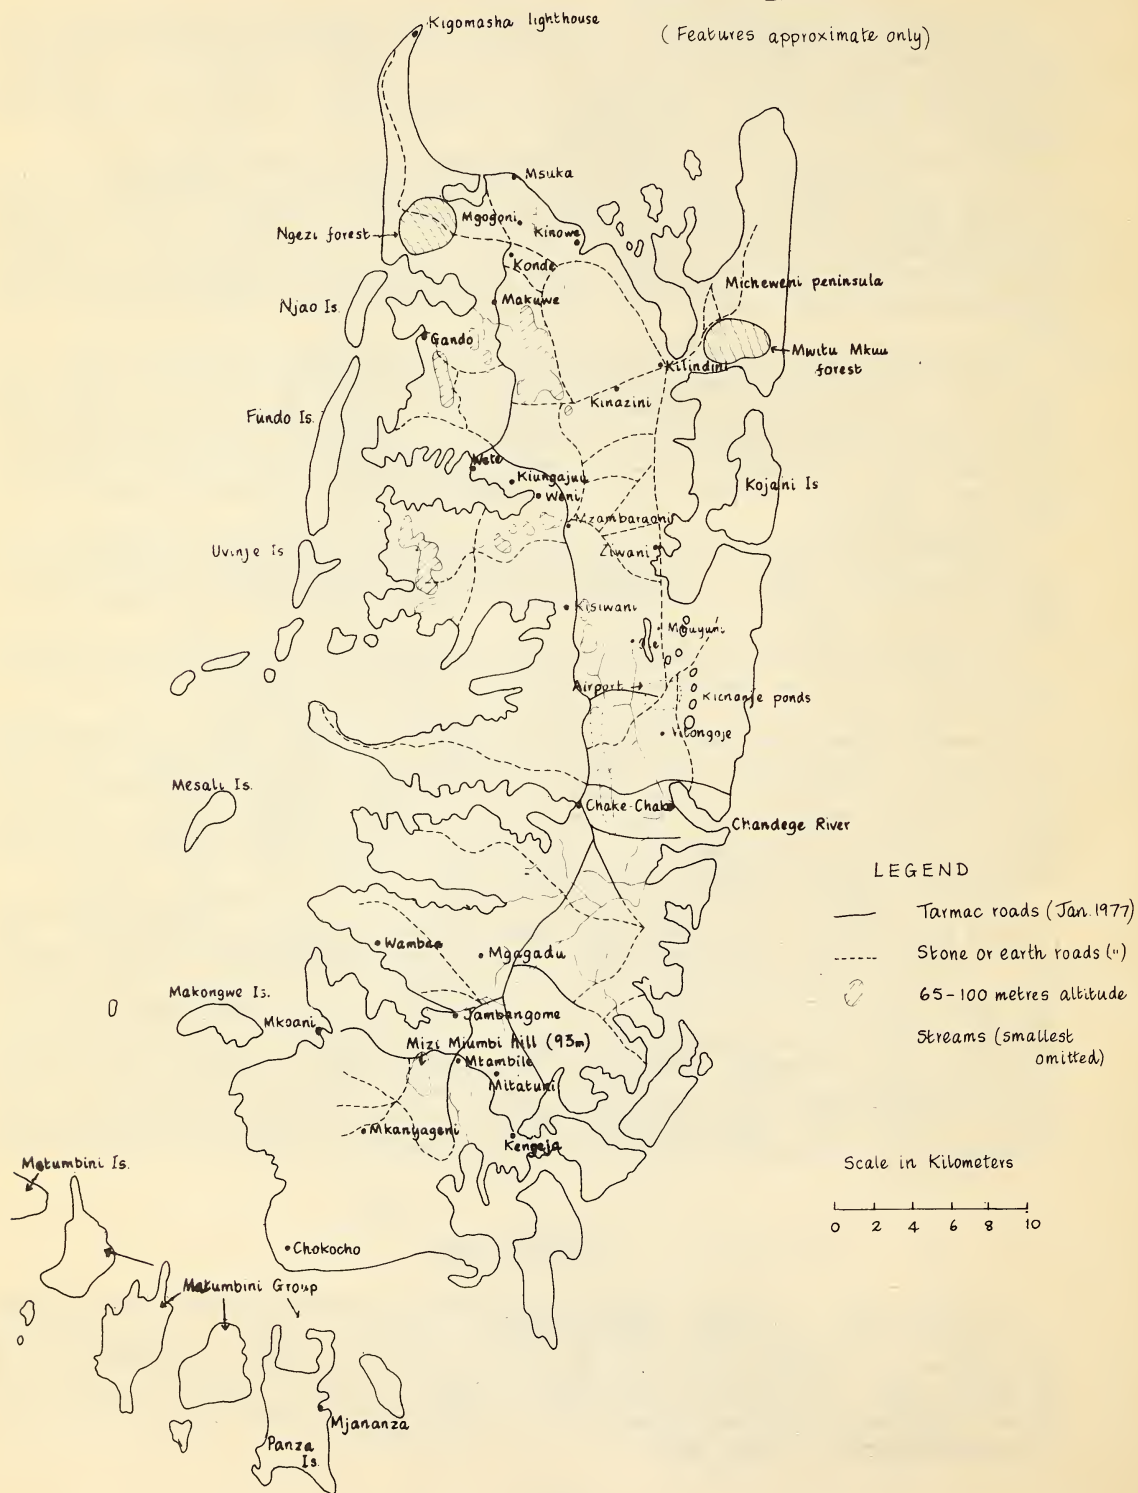 Kigomasha lighthouse
(Features approximate only)
Msuka
Mgogoni
Kinowe
Ngezi forest
Konde
Micheweni peninsula
Njao Is.
Makuwe
Gando
Mwitu Mkuu
forest
Kilindini
Kinazini
Fundo Is.
Wete
Kiungajuu
Kojani Is
Weni
Mzambaraoni
Uvinje Is
Ziwani
Kisiwani
Mguyuni
Ole
Airport
Kichanje ponds
Vitongoje
Mesali Is.
Chake-Chake
Chandege River
LEGEND
Tarmac roads (Jan. 1977)
Stone or earth roads (")
65-100 metres altitude
Streams (smallest
omitted)
Wambaa
Mgagadu
Makongwe Is.
Jambangome
Mkoani
Mizi Miumbi hill (93m)
Mtambile
Mitatuni
Mkanyageni
Kengeja
Matumbini Is.
Scale in Kilometers
0 2 4 6 8 10
Chokocho
Matumbini Group
Mjananza
Panza
Is.